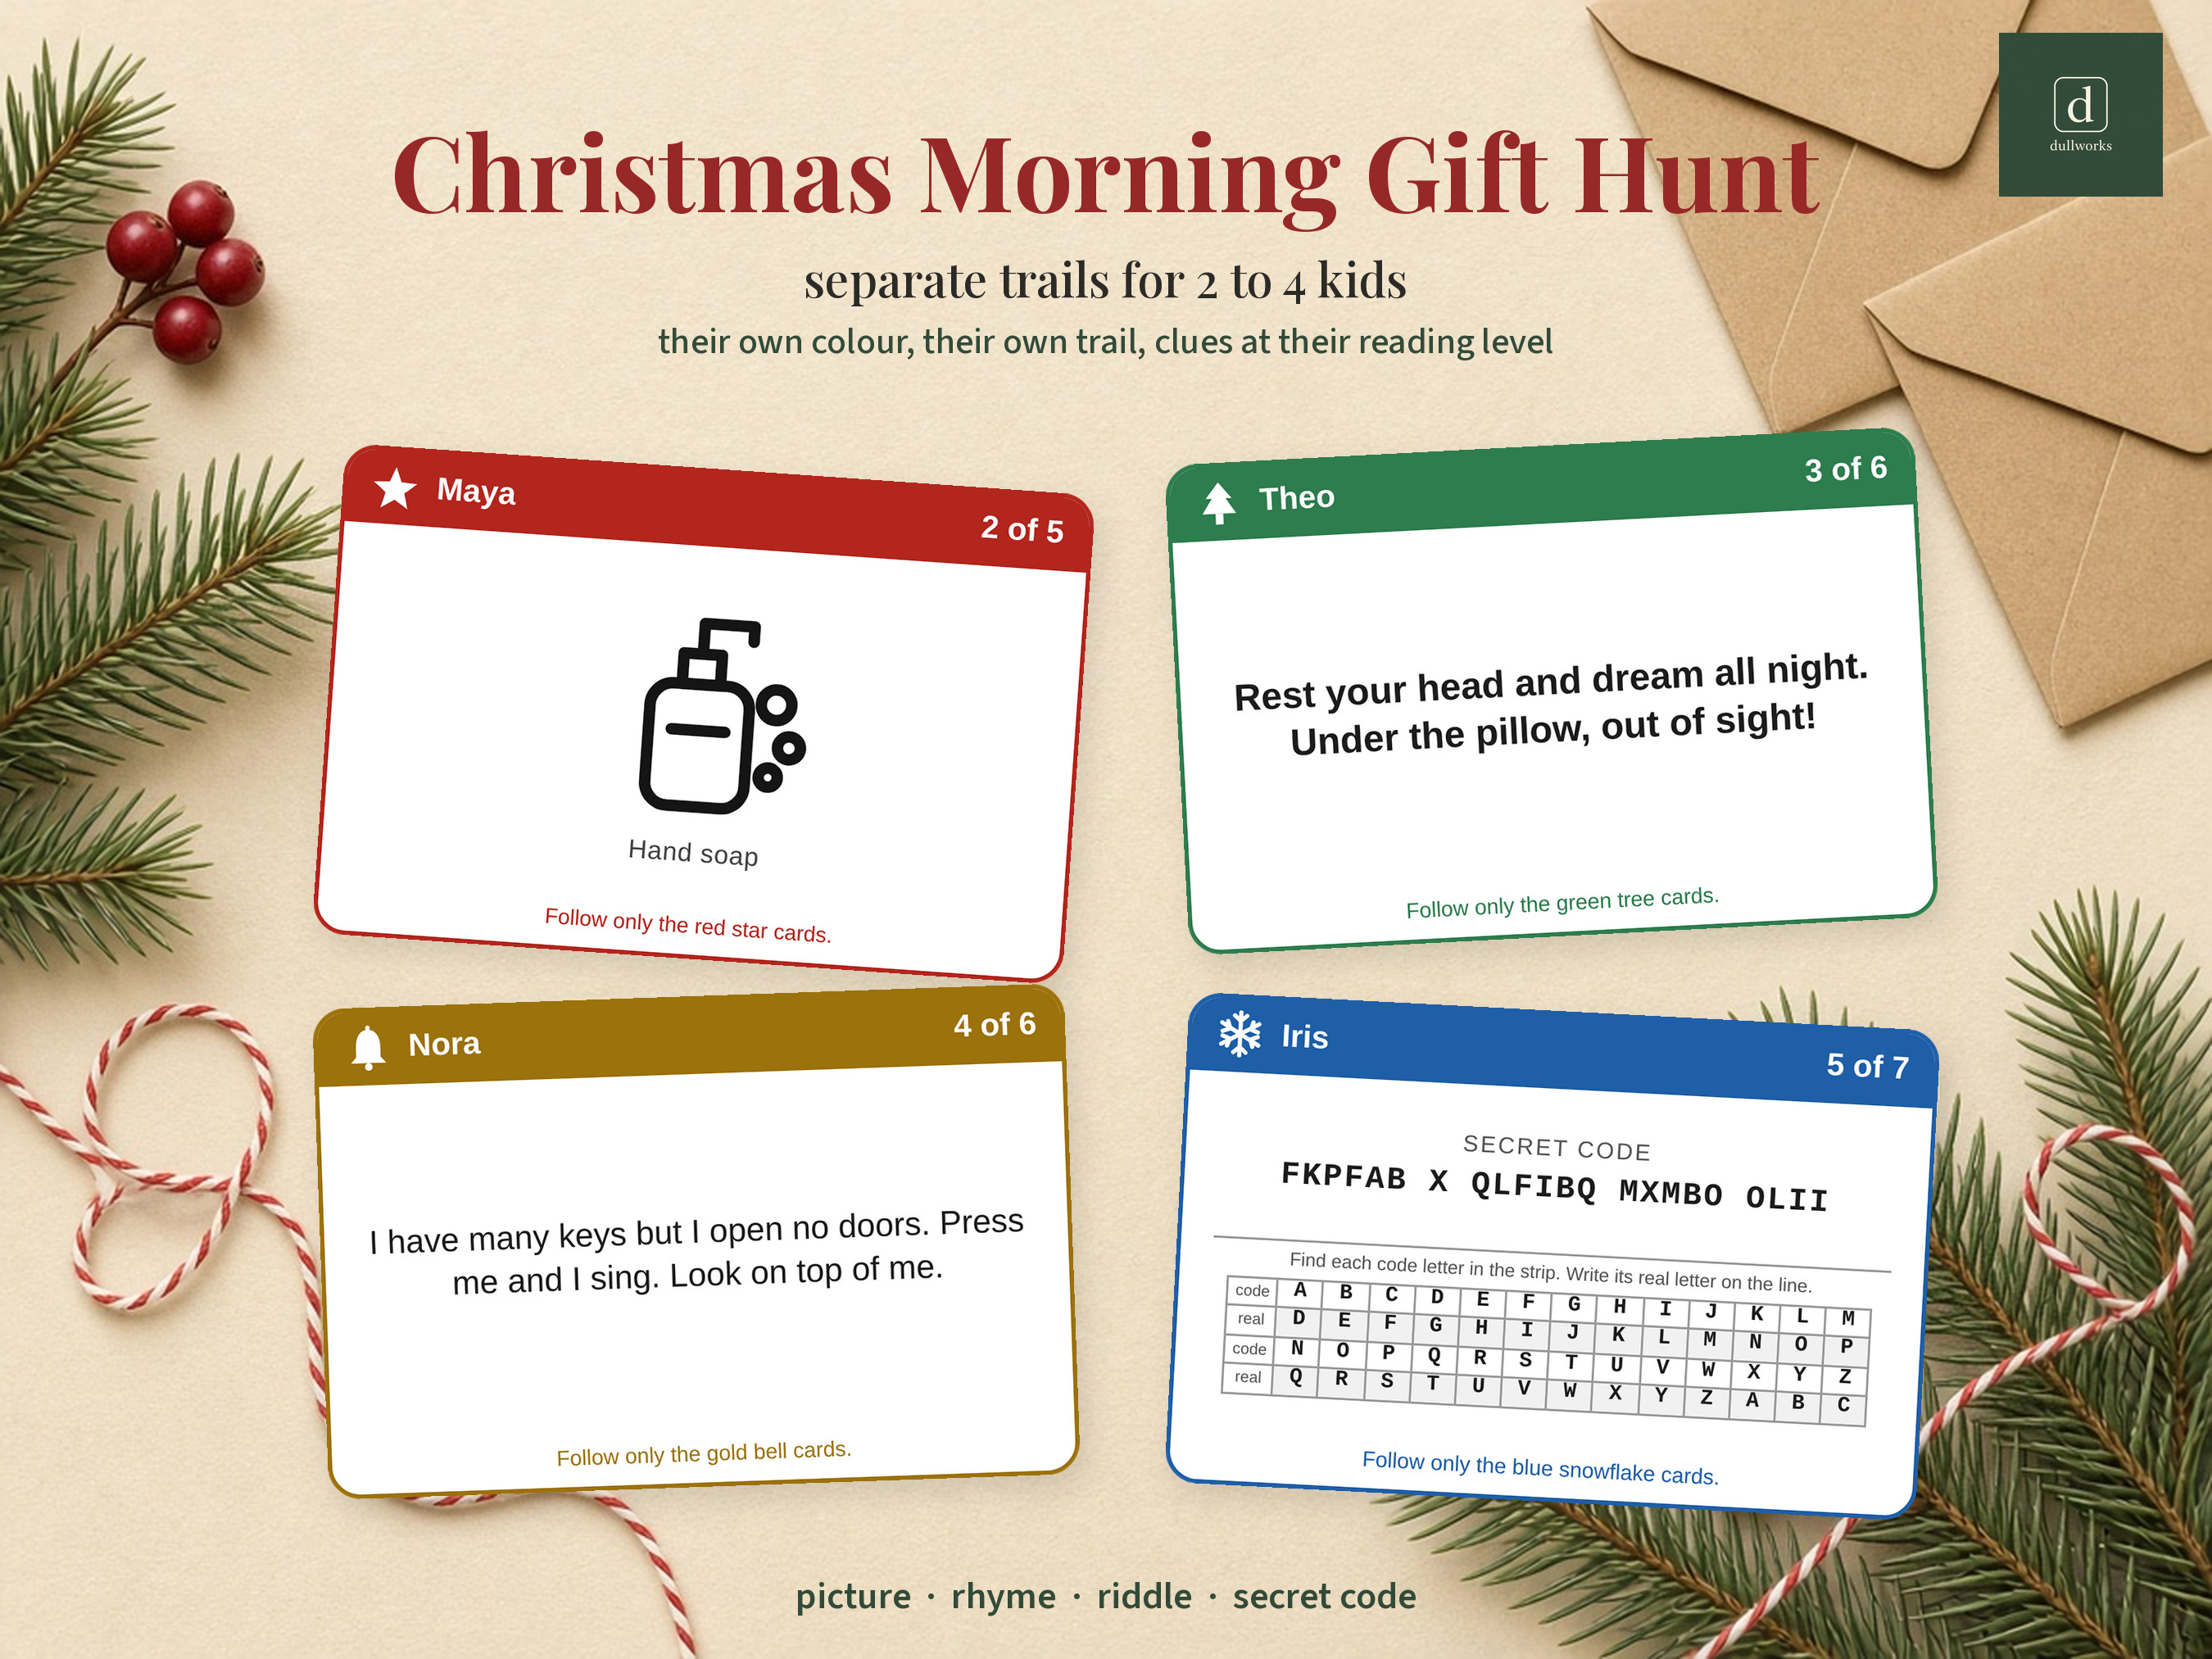 d
dullworks
Christmas Morning Gift Hunt
separate trails for 2 to 4 kids
their own colour, their own trail, clues at their reading level
Maya
2 of 5
Hand soap
Follow only the red star cards.
Theo
3 of 6
Rest your head and dream all night.
Under the pillow, out of sight!
Follow only the green tree cards.
Nora
4 of 6
I have many keys but I open no doors. Press
me and I sing. Look on top of me.
Follow only the gold bell cards.
Iris
5 of 7
SECRET CODE
FKPFAB X QLFIBQ MXMBO OLII
Find each code letter in the strip. Write its real letter on the line.
code A B C D E F G H I J K L M
real D E F G H I J K L M N O P
code N O P Q R S T U V W X Y Z
real Q R S T U V W X Y Z A B C
Follow only the blue snowflake cards.
picture · rhyme · riddle · secret code